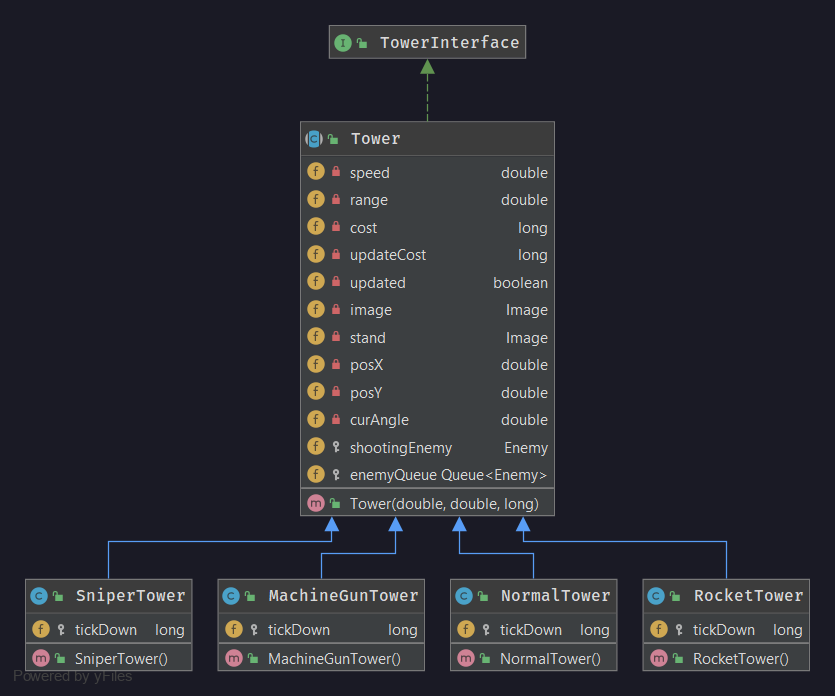 TowerInterface
Tower
speed double
range double
cost long
updateCost long
updated boolean
image Image
stand Image
posX double
posY double
curAngle double
shootingEnemy Enemy
enemyQueue Queue<Enemy>
Tower(double, double, long)
SniperTower MachineGunTower NormalTower RocketTower
tickDown long tickDown long tickDown long tickDown long
SniperTower() MachineGunTower() NormalTower() RocketTower()
Powered by yFiles